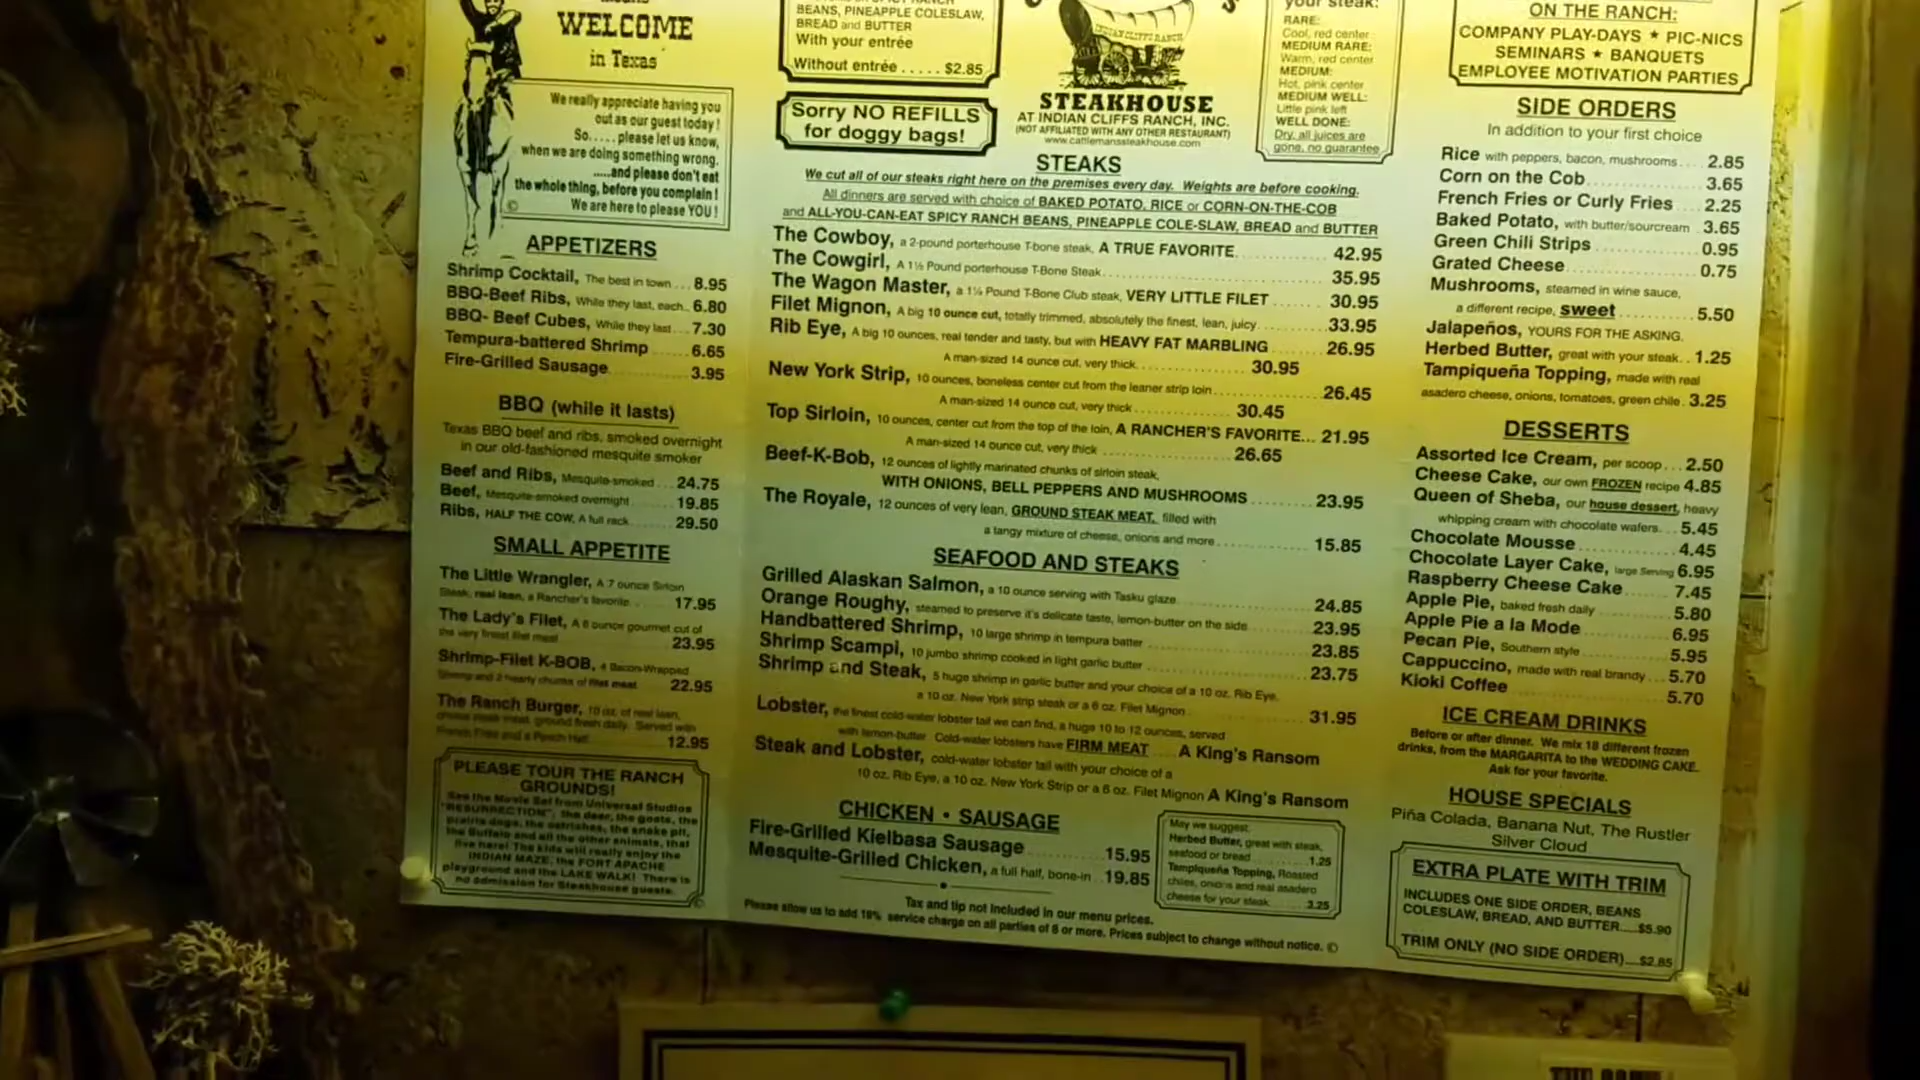 WELCOME
in Texas
We really appreciate having you
out as our guest today!
So.....please let us know,
when we are doing something wrong.
.....and please don't eat
the whole thing, before you complain!
We are here to please YOU!
©
APPETIZERS
Shrimp Cocktail, The best in town ... 8.95
BBQ-Beef Ribs, While they last, each.. 6.80
BBQ- Beef Cubes, While they last... 7.30
Tempura-battered Shrimp ...... 6.65
Fire-Grilled Sausage............ 3.95
BBQ (while it lasts)
Texas BBQ beef and ribs, smoked overnight
in our old-fashioned mesquite smoker
Beef and Ribs, Mesquite-smoked ... 24.75
Beef, Mesquite-smoked overnight ....... 19.85
Ribs, HALF THE COW, A full rack........ 29.50
SMALL APPETITE
The Little Wrangler, A 7 ounce Sirloin
Steak, real lean, a Rancher's favorite....... 17.95
The Lady's Filet, A 6 ounce gourmet cut of
the very finest filet meat 23.95
Shrimp-Filet K-BOB, 4 Bacon-Wrapped
Shrimp and 2 hearty chunks of filet meat 22.95
The Ranch Burger, 10 oz. of real lean,
ground fresh daily. Served with
French Fries and a Peach Half 12.95
PLEASE TOUR THE RANCH
GROUNDS!
See the Movie Set from Universal Studios
"RESURRECTION", the deer, the goats, the
prairie dogs, the ostriches, the snake pit,
the Buffalo and all the other animals, that
live here! The kids will really enjoy the
INDIAN MAZE, the FORT APACHE
playground and the LAKE WALK! There is
no admission for Steakhouse guests.
©
BEANS, PINEAPPLE COLESLAW,
BREAD and BUTTER
With your entrée
Without entrée ..... $2.85
Sorry NO REFILLS
for doggy bags!
INDIAN CLIFFS RANCH
STEAKHOUSE
AT INDIAN CLIFFS RANCH, INC.
(NOT AFFILIATED WITH ANY OTHER RESTAURANT)
www.cattlemanssteakhouse.com
your steak:
RARE:
Cool, red center
MEDIUM RARE:
Warm, red center
MEDIUM:
Hot, pink center
MEDIUM WELL:
Little pink left
WELL DONE:
Dry, all juices are
gone, no guarantee
STEAKS
We cut all of our steaks right here on the premises every day. Weights are before cooking.
All dinners are served with choice of BAKED POTATO, RICE or CORN-ON-THE-COB
and ALL-YOU-CAN-EAT SPICY RANCH BEANS, PINEAPPLE COLE-SLAW, BREAD and BUTTER
The Cowboy, a 2-pound porterhouse T-bone steak, A TRUE FAVORITE............ 42.95
The Cowgirl, A 1½ Pound porterhouse T-Bone Steak........................ 35.95
The Wagon Master, a 1¼ Pound T-Bone Club steak, VERY LITTLE FILET ....... 30.95
Filet Mignon, A big 10 ounce cut, totally trimmed, absolutely the finest, lean, juicy........ 33.95
Rib Eye, A big 10 ounces, real tender and tasty, but with HEAVY FAT MARBLING ......... 26.95
A man-sized 14 ounce cut, very thick............... 30.95
New York Strip, 10 ounces, boneless center cut from the leaner strip loin............. 26.45
A man-sized 14 ounce cut, very thick ............... 30.45
Top Sirloin, 10 ounces, center cut from the top of the loin, A RANCHER'S FAVORITE... 21.95
A man-sized 14 ounce cut, very thick ............... 26.65
Beef-K-Bob, 12 ounces of lightly marinated chunks of sirloin steak,
WITH ONIONS, BELL PEPPERS AND MUSHROOMS .......... 23.95
The Royale, 12 ounces of very lean, GROUND STEAK MEAT, filled with
a tangy mixture of cheese, onions and more............ 15.85
SEAFOOD AND STEAKS
Grilled Alaskan Salmon, a 10 ounce serving with Tasku glaze............ 24.85
Orange Roughy, steamed to preserve it's delicate taste, lemon-butter on the side....... 23.95
Handbattered Shrimp, 10 large shrimp in tempura batter ............ 23.85
Shrimp Scampi, 10 jumbo shrimp cooked in light garlic butter ............ 23.75
Shrimp and Steak, 5 huge shrimp in garlic butter and your choice of a 10 oz. Rib Eye,
a 10 oz. New York strip steak or a 6 oz. Filet Mignon............ 31.95
Lobster, the finest cold-water lobster tail we can find, a huge 10 to 12 ounces, served
with lemon-butter. Cold-water lobsters have FIRM MEAT .... A King's Ransom
Steak and Lobster, cold-water lobster tail with your choice of a
10 oz. Rib Eye, a 10 oz. New York Strip or a 6 oz. Filet Mignon A King's Ransom
CHICKEN • SAUSAGE
Fire-Grilled Kielbasa Sausage ............ 15.95
Mesquite-Grilled Chicken, a full half, bone-in .. 19.85
May we suggest:
Herbed Butter, great with steak,
seafood or bread ............ 1.25
Tampiqueña Topping, Roasted
chiles, onions and real asadero
cheese for your steak....... 3.25
Tax and tip not included in our menu prices.
Please allow us to add 18% service charge on all parties of 8 or more. Prices subject to change without notice. ©
ON THE RANCH:
COMPANY PLAY-DAYS ★ PIC-NICS
SEMINARS ★ BANQUETS
EMPLOYEE MOTIVATION PARTIES
SIDE ORDERS
In addition to your first choice
Rice with peppers, bacon, mushrooms.... 2.85
Corn on the Cob............ 3.65
French Fries or Curly Fries .... 2.25
Baked Potato, with butter/sourcream . 3.65
Green Chili Strips ............ 0.95
Grated Cheese............ 0.75
Mushrooms, steamed in wine sauce,
a different recipe, sweet ............ 5.50
Jalapeños, YOURS FOR THE ASKING.
Herbed Butter, great with your steak.. 1.25
Tampiqueña Topping, made with real
asadero cheese, onions, tomatoes, green chile. 3.25
DESSERTS
Assorted Ice Cream, per scoop... 2.50
Cheese Cake, our own FROZEN recipe 4.85
Queen of Sheba, our house dessert, heavy
whipping cream with chocolate wafers... 5.45
Chocolate Mousse ............ 4.45
Chocolate Layer Cake, large Serving 6.95
Raspberry Cheese Cake ...... 7.45
Apple Pie, baked fresh daily ........ 5.80
Apple Pie a la Mode ............ 6.95
Pecan Pie, Southern style ............ 5.95
Cappuccino, made with real brandy... 5.70
Kioki Coffee ............ 5.70
ICE CREAM DRINKS
Before or after dinner. We mix 18 different frozen
drinks, from the MARGARITA to the WEDDING CAKE.
Ask for your favorite.
HOUSE SPECIALS
Piña Colada, Banana Nut, The Rustler
Silver Cloud
EXTRA PLATE WITH TRIM
INCLUDES ONE SIDE ORDER, BEANS
COLESLAW, BREAD, AND BUTTER....$5.90
TRIM ONLY (NO SIDE ORDER)...$2.85